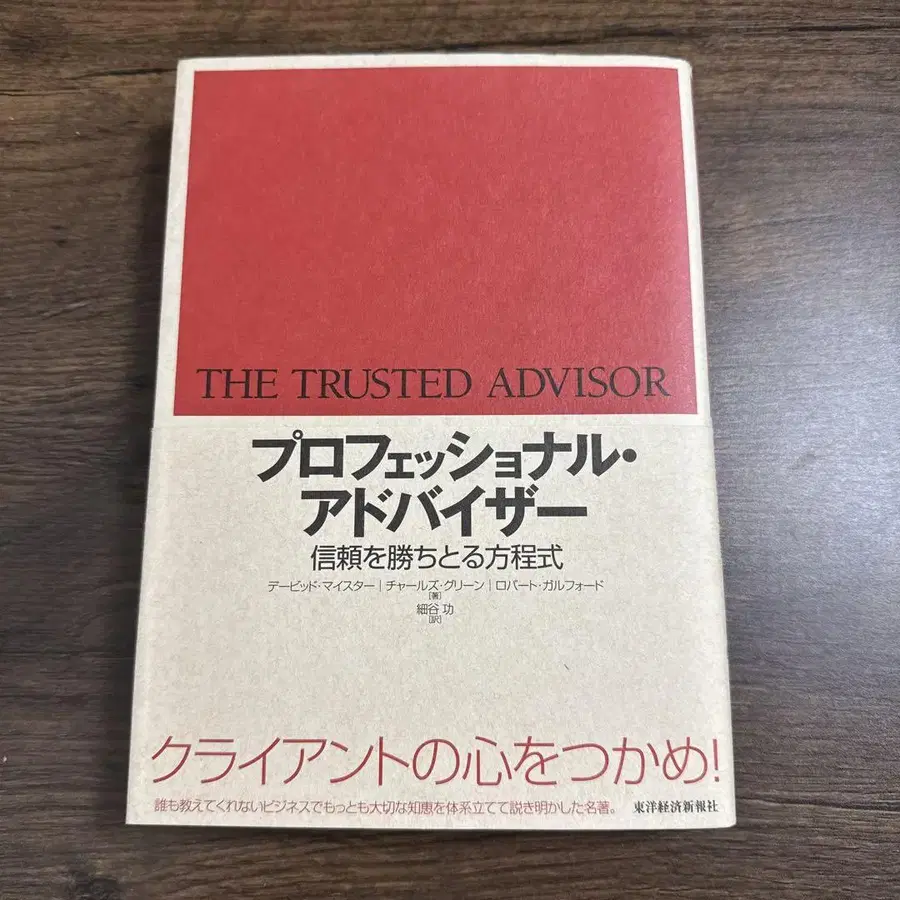 THE TRUSTED ADVISOR
プロフェッショナル・
アドバイザー
信頼を勝ちとる方程式
デービッド・マイスター|チャールズ・グリーン|ロバート・ガルフォード
[著]
細谷 功
[訳]
クライアントの心をつかめ!
誰も教えてくれないビジネスでもっとも大切な知恵を体系立てて説き明かした名著。 東洋経済新報社